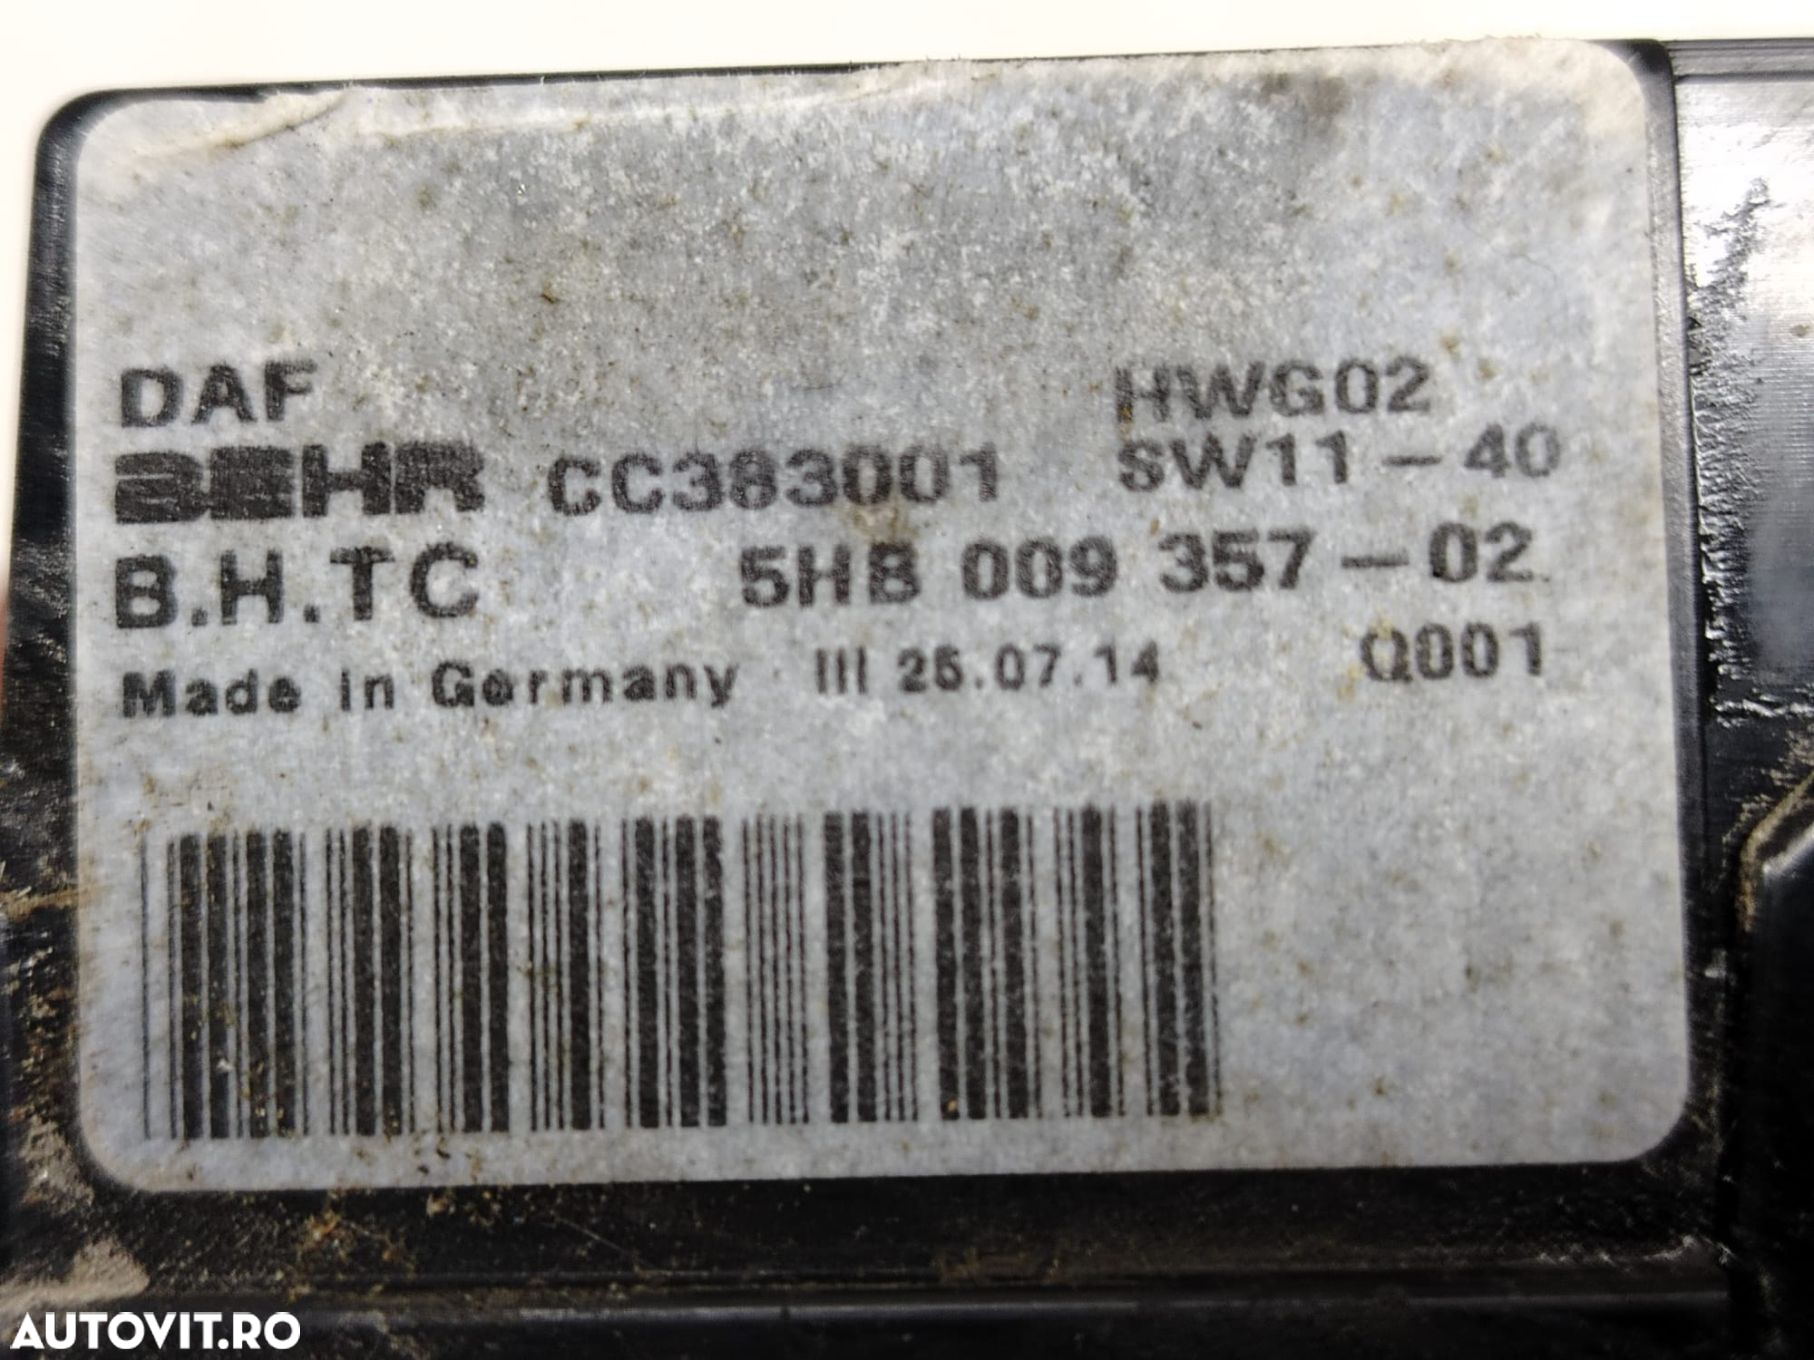 DAF HWG02
BEHR CC383001 SW11-40
B.H.TC 5HB 009 357-02
Made in Germany III 25.07.14 Q001
AUTOVIT.RO